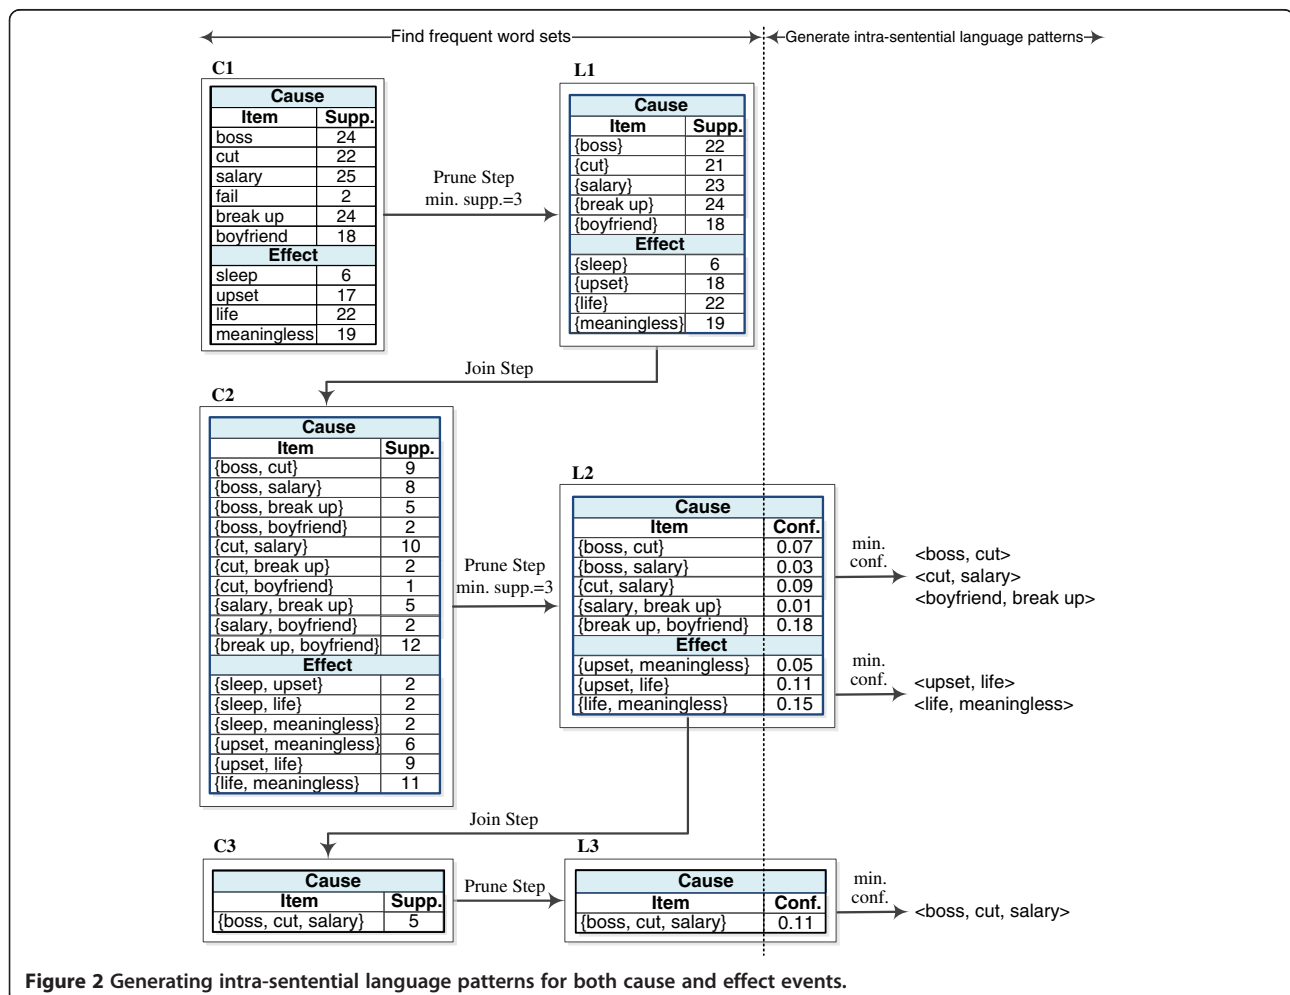 Find frequent word sets
Generate intra-sentential language patterns
C1
Cause
Item Supp.
boss 24
cut 22
salary 25
fail 2
break up 24
boyfriend 18
Effect
sleep 6
upset 17
life 22
meaningless 19
Prune Step
min. supp.=3
L1
Cause
Item Supp.
{boss} 22
{cut} 21
{salary} 23
{break up} 24
{boyfriend} 18
Effect
{sleep} 6
{upset} 18
{life} 22
{meaningless} 19
Join Step
C2
Cause
Item Supp.
{boss, cut} 9
{boss, salary} 8
{boss, break up} 5
{boss, boyfriend} 2
{cut, salary} 10
{cut, break up} 2
{cut, boyfriend} 1
{salary, break up} 5
{salary, boyfriend} 2
{break up, boyfriend} 12
Effect
{sleep, upset} 2
{sleep, life} 2
{sleep, meaningless} 2
{upset, meaningless} 6
{upset, life} 9
{life, meaningless} 11
Prune Step
min. supp.=3
L2
Cause
Item Conf.
{boss, cut} 0.07
{boss, salary} 0.03
{cut, salary} 0.09
{salary, break up} 0.01
{break up, boyfriend} 0.18
Effect
{upset, meaningless} 0.05
{upset, life} 0.11
{life, meaningless} 0.15
min.
conf.
<boss, cut>
<cut, salary>
<boyfriend, break up>
min.
conf.
<upset, life>
<life, meaningless>
Join Step
C3
Cause
Item Supp.
{boss, cut, salary} 5
Prune Step
L3
Cause
Item Conf.
{boss, cut, salary} 0.11
min.
conf.
<boss, cut, salary>
Figure 2 Generating intra-sentential language patterns for both cause and effect events.